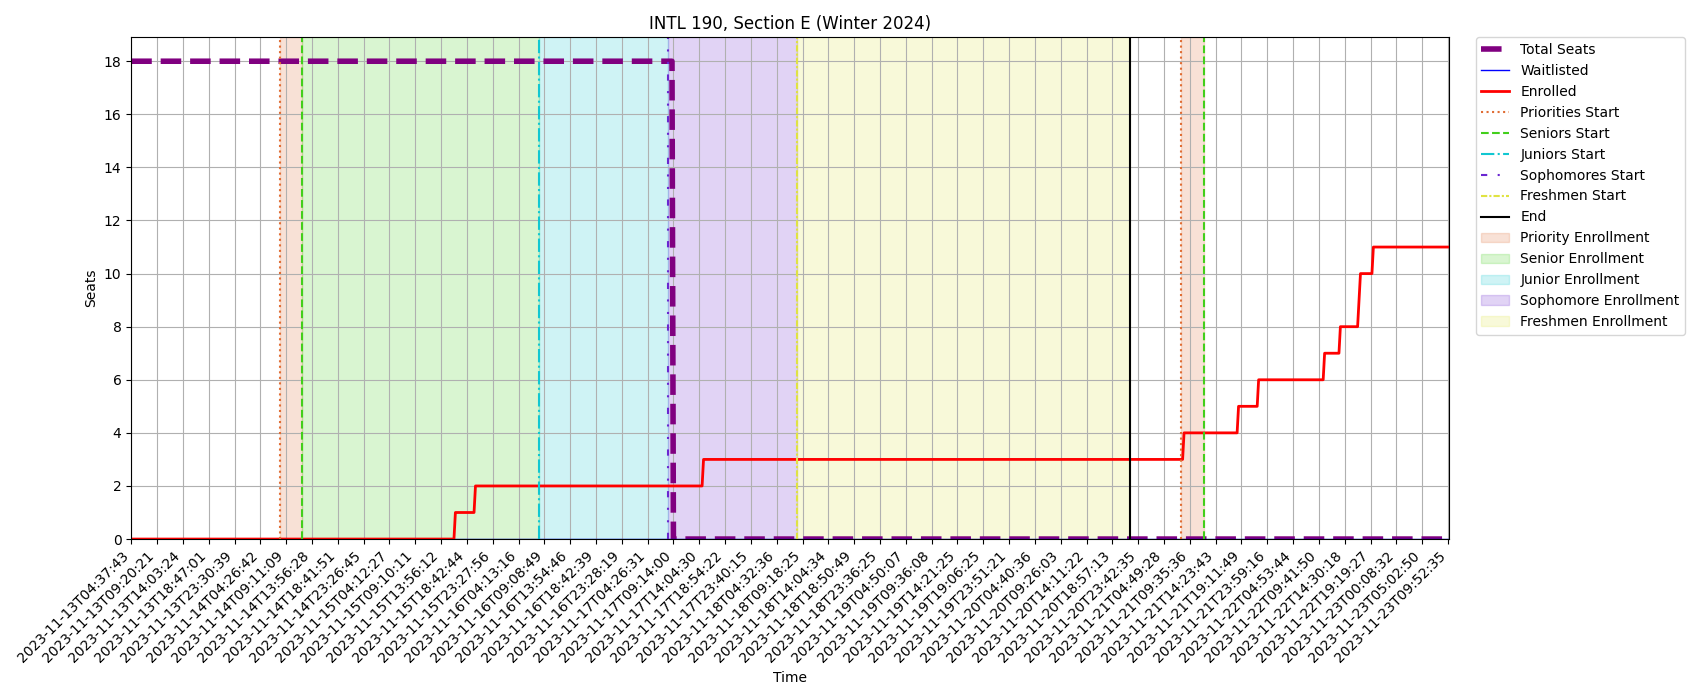 INTL 190, Section E (Winter 2024)
Seats
18
16
14
12
10
8
6
4
2
0
2023-11-13T04:37:43
2023-11-13T09:20:21
2023-11-13T14:03:24
2023-11-13T18:47:01
2023-11-13T23:30:39
2023-11-14T04:26:42
2023-11-14T09:11:09
2023-11-14T13:56:28
2023-11-14T18:41:51
2023-11-14T23:26:45
2023-11-15T04:12:27
2023-11-15T09:10:11
2023-11-15T13:56:12
2023-11-15T18:42:44
2023-11-15T23:27:56
2023-11-16T04:13:16
2023-11-16T09:08:49
2023-11-16T13:54:46
2023-11-16T18:42:39
2023-11-16T23:28:19
2023-11-17T04:26:31
2023-11-17T09:14:00
2023-11-17T14:04:30
2023-11-17T18:54:22
2023-11-17T23:40:15
2023-11-18T04:32:36
2023-11-18T09:18:25
2023-11-18T14:04:34
2023-11-18T18:50:49
2023-11-18T23:36:25
2023-11-19T04:50:07
2023-11-19T09:36:08
2023-11-19T14:21:25
2023-11-19T19:06:25
2023-11-19T23:51:21
2023-11-20T04:40:36
2023-11-20T09:26:03
2023-11-20T14:11:22
2023-11-20T18:57:13
2023-11-20T23:42:35
2023-11-21T04:49:28
2023-11-21T09:35:36
2023-11-21T14:23:43
2023-11-21T19:11:49
2023-11-21T23:59:16
2023-11-22T04:53:44
2023-11-22T09:41:50
2023-11-22T14:30:18
2023-11-22T19:19:27
2023-11-23T00:08:32
2023-11-23T05:02:50
2023-11-23T09:52:35
Time
Total Seats
Waitlisted
Enrolled
Priorities Start
Seniors Start
Juniors Start
Sophomores Start
Freshmen Start
End
Priority Enrollment
Senior Enrollment
Junior Enrollment
Sophomore Enrollment
Freshmen Enrollment